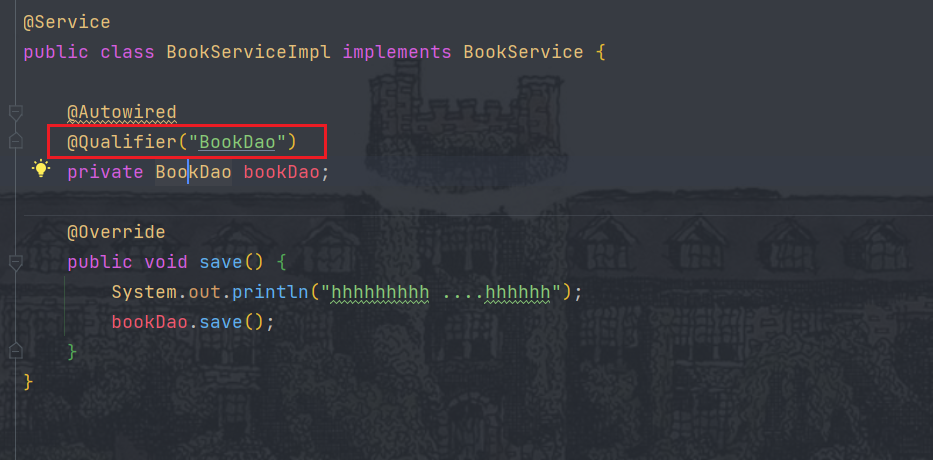 @Service
public class BookServiceImpl implements BookService {
@Autowired
@Qualifier("BookDao")
private BookDao bookDao;
@Override
public void save() {
System.out.println("hhhhhhhhh ....hhhhhh");
bookDao.save();
}
}